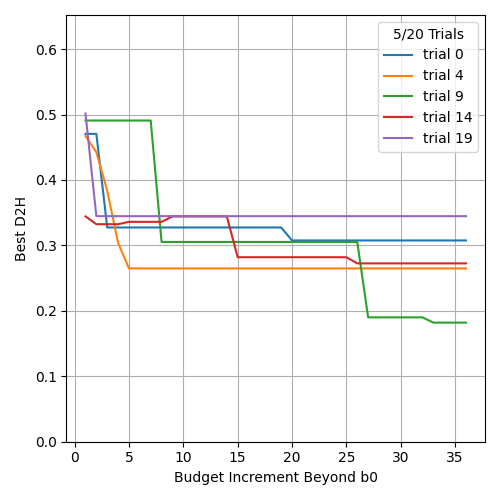 5/20 Trials
trial 0
trial 4
trial 9
trial 14
trial 19
0.6
0.5
0.4
0.3
0.2
0.1
0.0
Best D2H
0 5 10 15 20 25 30 35
Budget Increment Beyond b0